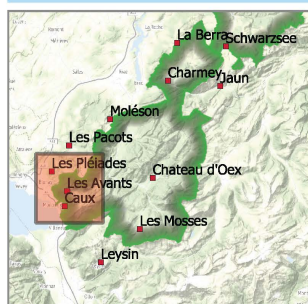 La Berra
Schwarzsee
Charmey
Jaun
Moléson
Les Pacots
Les Pléiades
Chateau d'Oex
Les Avants
Caux
Les Mosses
Leysin